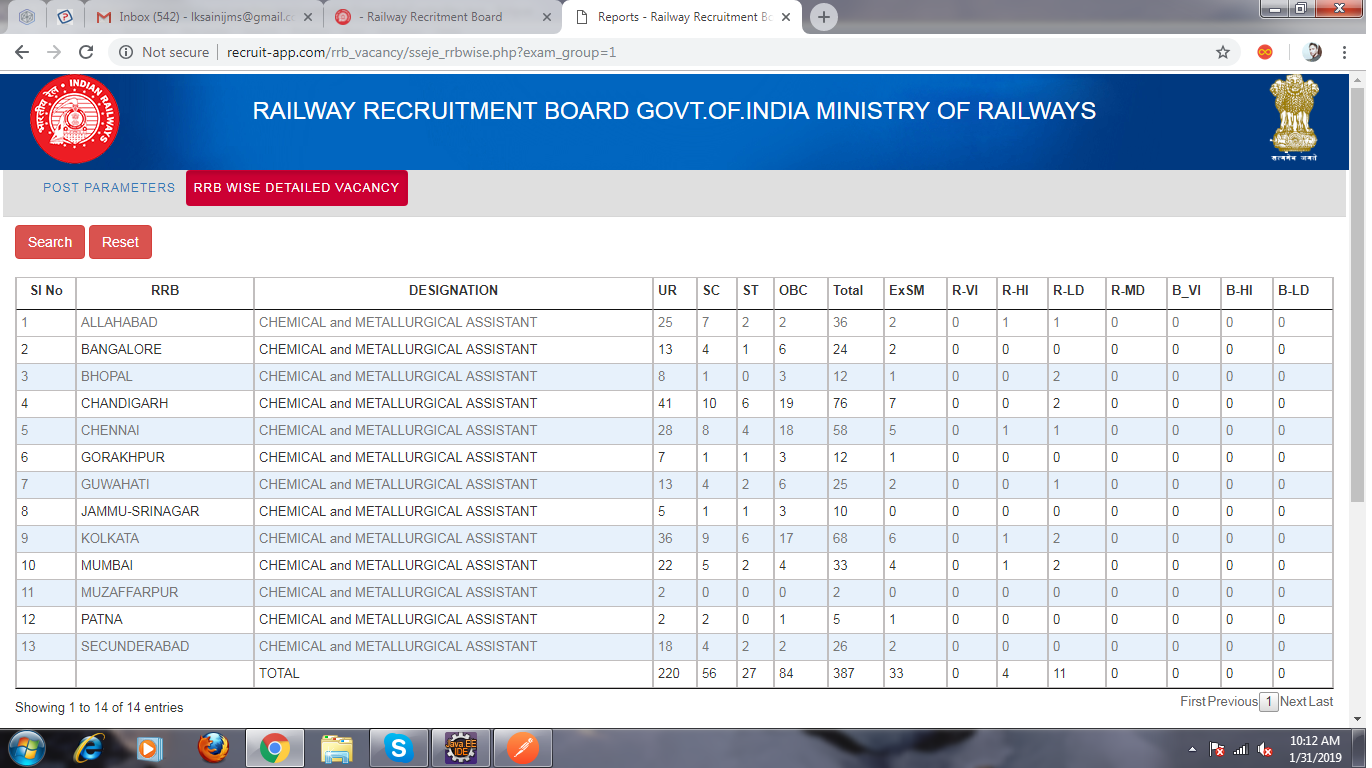 Inbox (542) - lksainijms@gmail.c
- Railway Recritment Board
Reports - Railway Recruitment Bo
Not secure | recruit-app.com/rrb_vacancy/sseje_rrbwise.php?exam_group=1
भारतीय रेल INDIAN RAILWAYS
RAILWAY RECRUITMENT BOARD GOVT.OF.INDIA MINISTRY OF RAILWAYS
सत्यमेव जयते
POST PARAMETERS RRB WISE DETAILED VACANCY
Search Reset
Sl No RRB DESIGNATION UR SC ST OBC Total ExSM R-VI R-HI R-LD R-MD B_VI B-HI B-LD
1 ALLAHABAD CHEMICAL and METALLURGICAL ASSISTANT 25 7 2 2 36 2 0 1 1 0 0 0 0
2 BANGALORE CHEMICAL and METALLURGICAL ASSISTANT 13 4 1 6 24 2 0 0 0 0 0 0 0
3 BHOPAL CHEMICAL and METALLURGICAL ASSISTANT 8 1 0 3 12 1 0 0 2 0 0 0 0
4 CHANDIGARH CHEMICAL and METALLURGICAL ASSISTANT 41 10 6 19 76 7 0 0 2 0 0 0 0
5 CHENNAI CHEMICAL and METALLURGICAL ASSISTANT 28 8 4 18 58 5 0 1 1 0 0 0 0
6 GORAKHPUR CHEMICAL and METALLURGICAL ASSISTANT 7 1 1 3 12 1 0 0 0 0 0 0 0
7 GUWAHATI CHEMICAL and METALLURGICAL ASSISTANT 13 4 2 6 25 2 0 0 1 0 0 0 0
8 JAMMU-SRINAGAR CHEMICAL and METALLURGICAL ASSISTANT 5 1 1 3 10 0 0 0 0 0 0 0 0
9 KOLKATA CHEMICAL and METALLURGICAL ASSISTANT 36 9 6 17 68 6 0 1 2 0 0 0 0
10 MUMBAI CHEMICAL and METALLURGICAL ASSISTANT 22 5 2 4 33 4 0 1 2 0 0 0 0
11 MUZAFFARPUR CHEMICAL and METALLURGICAL ASSISTANT 2 0 0 0 2 0 0 0 0 0 0 0 0
12 PATNA CHEMICAL and METALLURGICAL ASSISTANT 2 2 0 1 5 1 0 0 0 0 0 0 0
13 SECUNDERABAD CHEMICAL and METALLURGICAL ASSISTANT 18 4 2 2 26 2 0 0 0 0 0 0 0
TOTAL 220 56 27 84 387 33 0 4 11 0 0 0 0
Showing 1 to 14 of 14 entries
First Previous 1 Next Last
Java EE
IDE
10:12 AM
1/31/2019